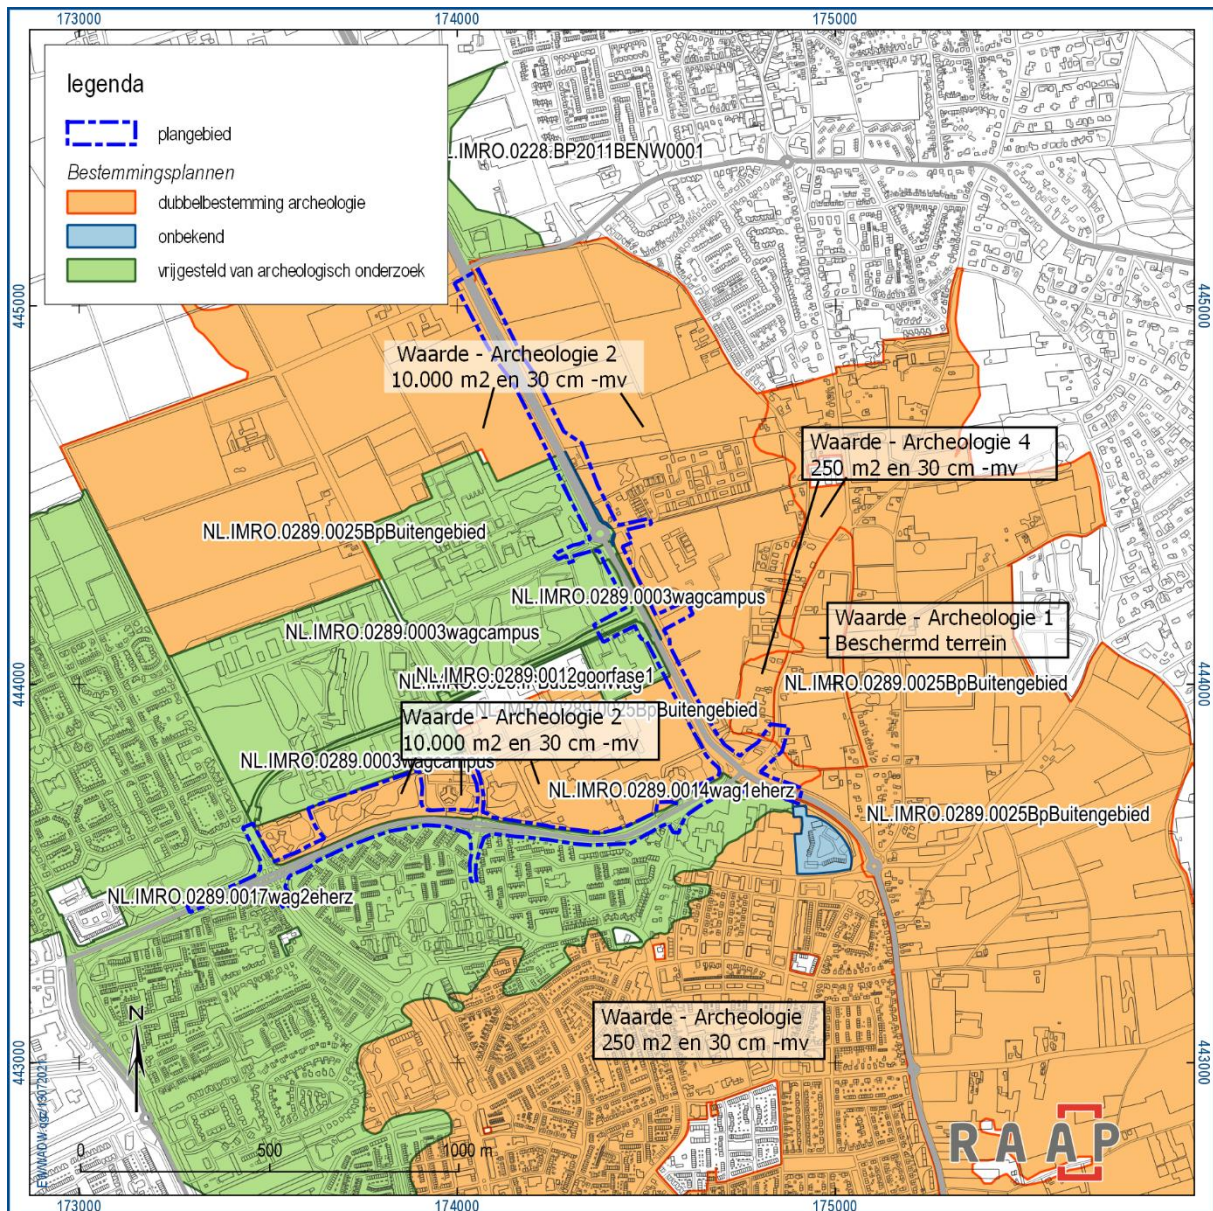 173000
174000
175000
legenda
plangebied
Bestemmingsplannen
dubbelbestemming archeologie
onbekend
vrijgesteld van archeologisch onderzoek
L.IMRO.0228.BP2011BENW0001
445000
445000
Waarde - Archeologie 2
10.000 m2 en 30 cm -mv
Waarde - Archeologie 4
250 m2 en 30 cm -mv
NL.IMRO.0289.0025BpBuitengebied
NL.IMRO.0289.0003wagcampus
Waarde - Archeologie 1
Beschermd terrein
NL.IMRO.0289.0003wagcampus
444000
444000
NL.IMRO.0289.0012goorfase1
NL.IMRO.0289.0025BpBuitengebied
NL.IMRO.0289.0025BpBuitengebied
Waarde - Archeologie 2
10.000 m2 en 30 cm -mv
NL.IMRO.0289.0003wagcampus
NL.IMRO.0289.0014wag1eherz
NL.IMRO.0289.0025BpBuitengebied
NL.IMRO.0289.0017wag2eherz
Waarde - Archeologie
250 m2 en 30 cm -mv
N
443000
443000
0
500
1000 m
RAAP
173000
174000
175000